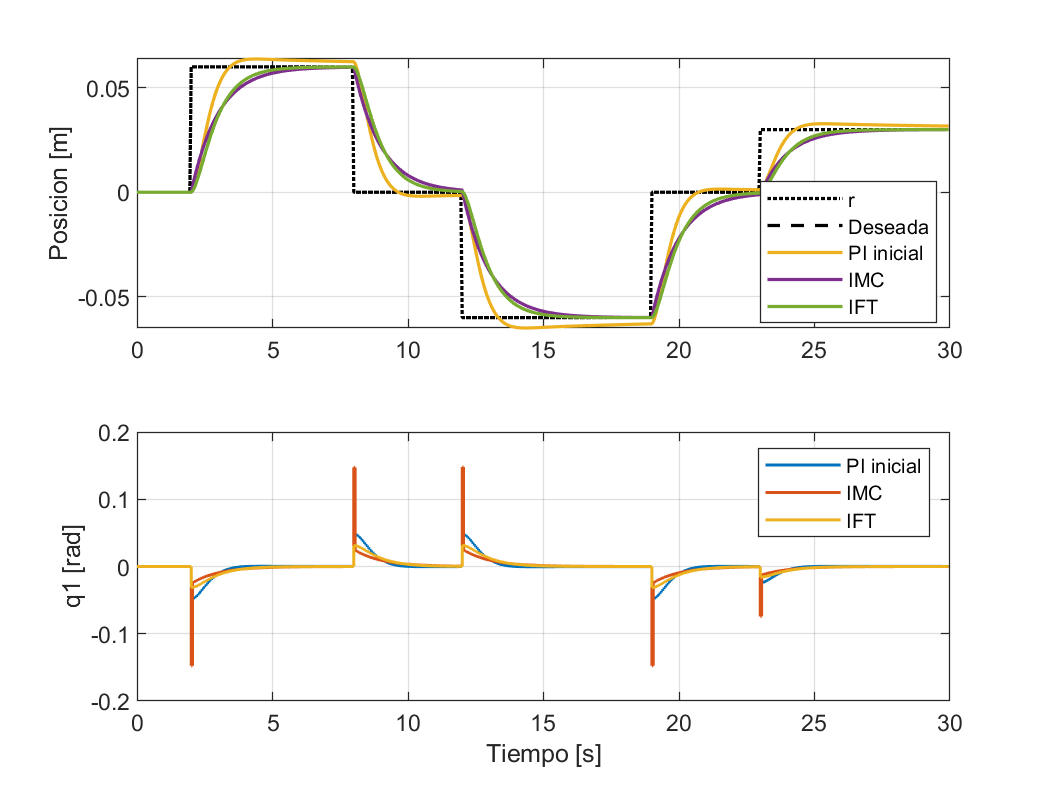 Posicion [m]
0.05
0
-0.05
0 5 10 15 20 25 30
r
Deseada
PI inicial
IMC
IFT
q1 [rad]
0.2
0.1
0
-0.1
-0.2
0 5 10 15 20 25 30
Tiempo [s]
PI inicial
IMC
IFT